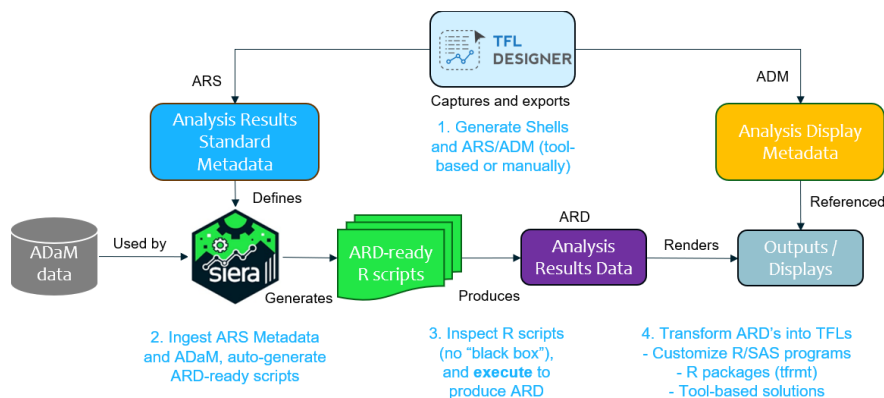 TFL
DESIGNER
ARS
ADM
Captures and exports
Analysis Results
Standard
Metadata
1. Generate Shells
and ARS/ADM (tool-
based or manually)
Analysis Display
Metadata
Defines
Referenced
ADaM
data
Used by
siera
Generates
ARD-ready
R scripts
Produces
ARD
Analysis
Results Data
Renders
Outputs /
Displays
2. Ingest ARS Metadata
and ADaM, auto-generate
ARD-ready scripts
3. Inspect R scripts
(no “black box”),
and execute to
produce ARD
4. Transform ARD’s into TFLs
- Customize R/SAS programs
- R packages (tfrmt)
- Tool-based solutions